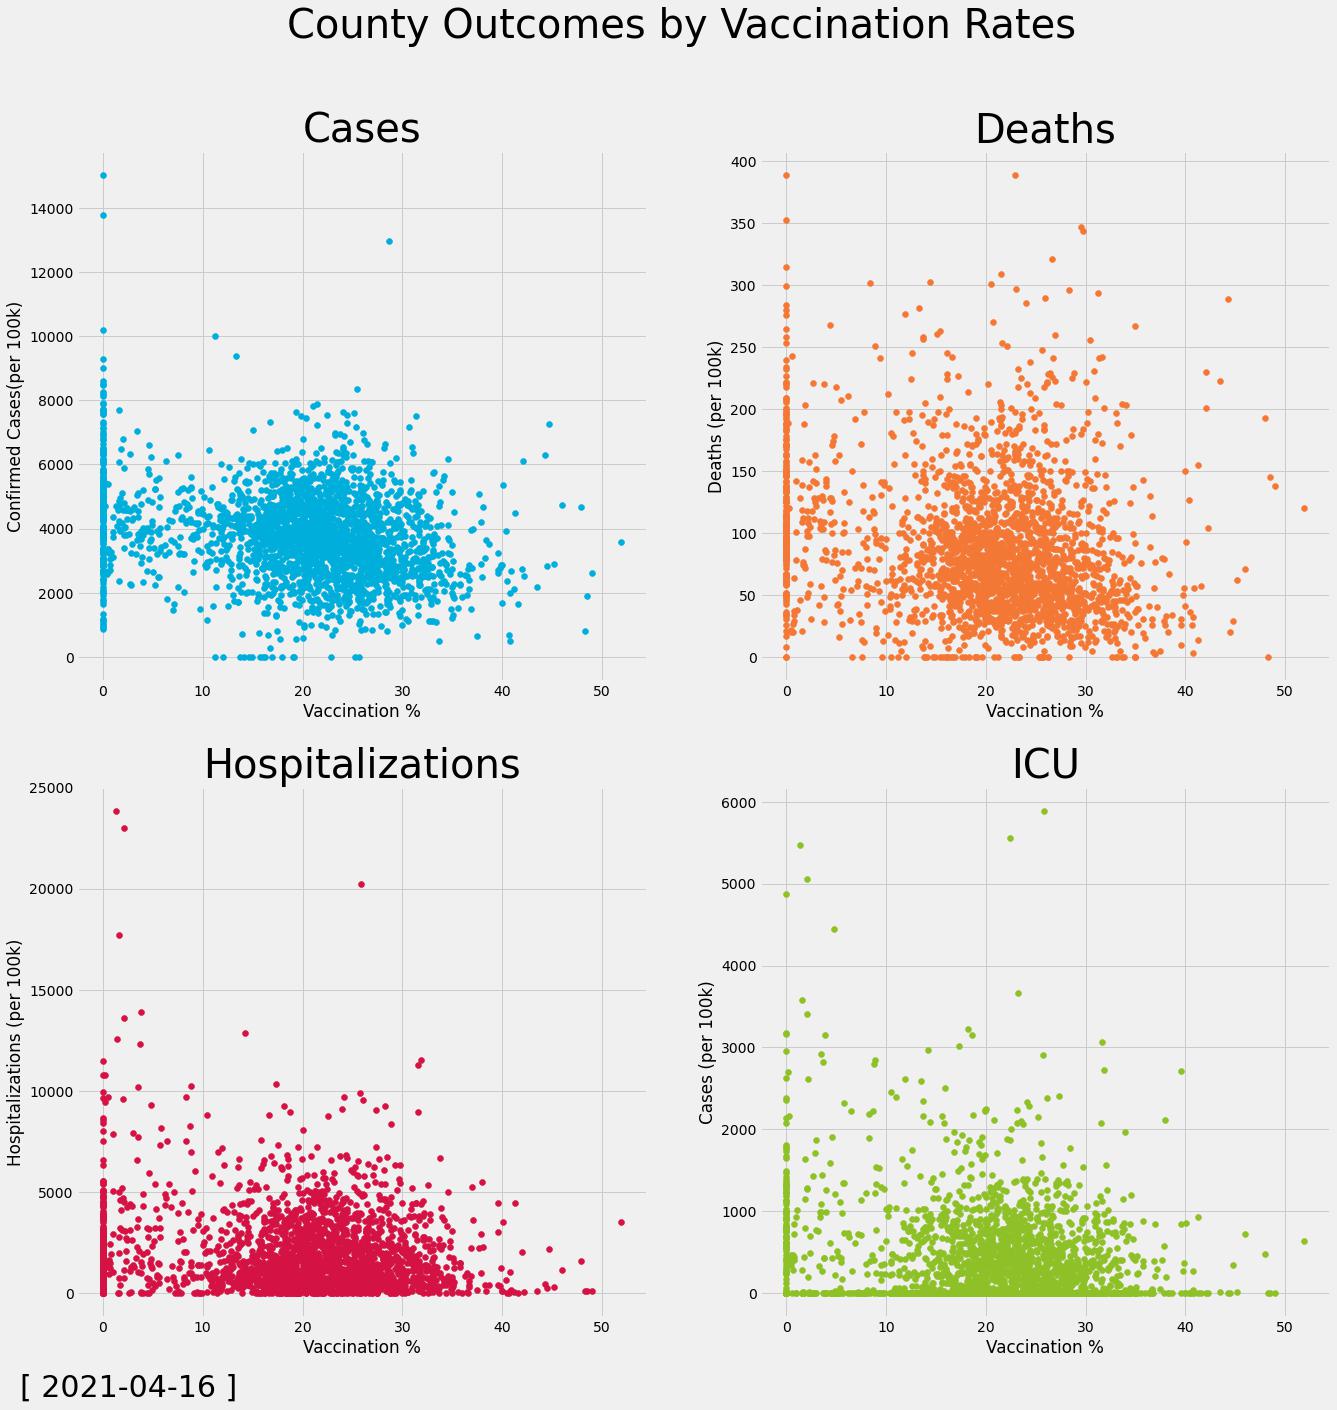 County Outcomes by Vaccination Rates
Cases
Confirmed Cases(per 100k)
14000
12000
10000
8000
6000
4000
2000
0
0 10 20 30 40 50
Vaccination %
Deaths
Deaths (per 100k)
400
350
300
250
200
150
100
50
0
0 10 20 30 40 50
Vaccination %
Hospitalizations
Hospitalizations (per 100k)
25000
20000
15000
10000
5000
0
0 10 20 30 40 50
Vaccination %
ICU
Cases (per 100k)
6000
5000
4000
3000
2000
1000
0
0 10 20 30 40 50
Vaccination %
[ 2021-04-16 ]